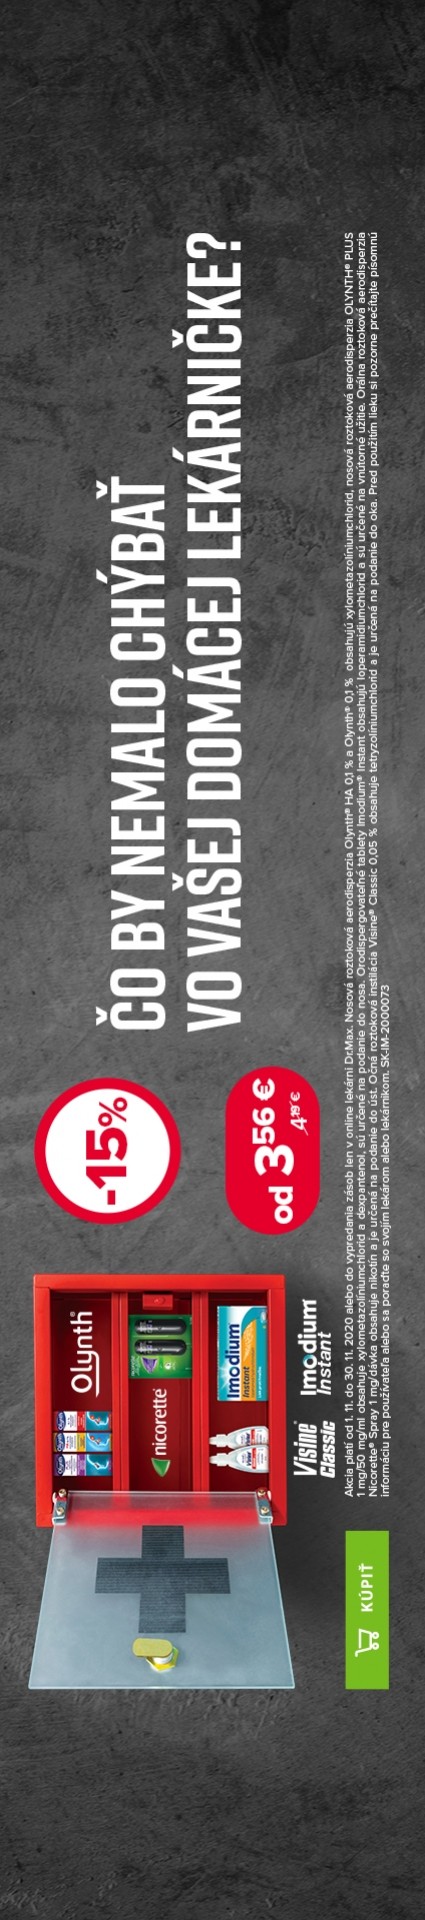 ČO BY NEMALO CHÝBAŤ
VO VAŠEJ DOMÁCEJ LEKÁRNIČKE?
-15%
od 3 56 €
4,19 €
Olynth®
nicorette®
Imodium
Instant
Visine®
classic
Imodium
Instant
KÚPIŤ
Akcia platí od 1. 11. do 30. 11. 2020 alebo do vypredania zásob len v online lekárni Dr.Max. Nosová roztoková aerodisperzia Olynth® HA 0,1 % a Olynth® 0,1 % obsahujú xylometazolíniumchlorid, nosová roztoková aerodisperzia OLYNTH® PLUS
1 mg/50 mg/ml obsahuje xylometazolíniumchlorid a dexpantenol, sú určené na podanie do nosa. Orodispergovateľné tablety Imodium® Instant obsahujú loperamidiumchlorid a sú určené na vnútorné užitie. Orálna roztoková aerodisperzia
Nicorette® Spray 1 mg/dávka obsahuje nikotín a je určená na podanie do úst. Očná roztoková instilácia Visine® Classic 0,05 % obsahuje tetryzolíniumchlorid a je určená na podanie do oka. Pred použitím lieku si pozorne prečítajte písomnú
informáciu pre používateľa alebo sa poraďte so svojím lekárom alebo lekárnikom. SK-IM-2000073